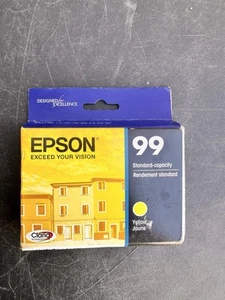 DESIGNED FOR
EXCELLENCE
EPSON
EXCEED YOUR VISION
99
Standard-capacity
Rendement standard
Yellow
Jaune